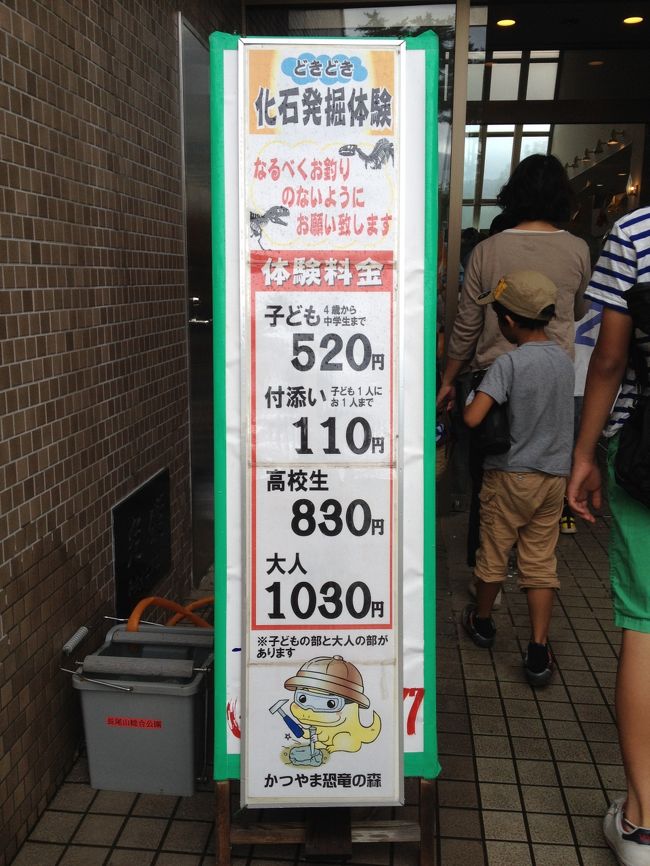 どきどき
化石発掘体験
なるべくお釣り
のないように
お願い致します
体験料金
子ども 4歳から
中学生まで
520円
付添い 子ども1人に
お1人まで
110円
高校生
830円
大人
1030円
※子どもの部と大人の部が
あります
かつやま恐竜の森
長尾山総合公園
7